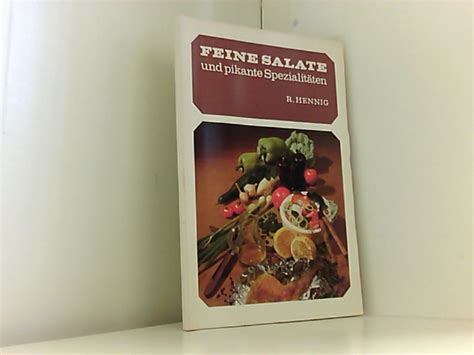 FEINE SALATE
und pikante Spezialitäten
R. HENNIG